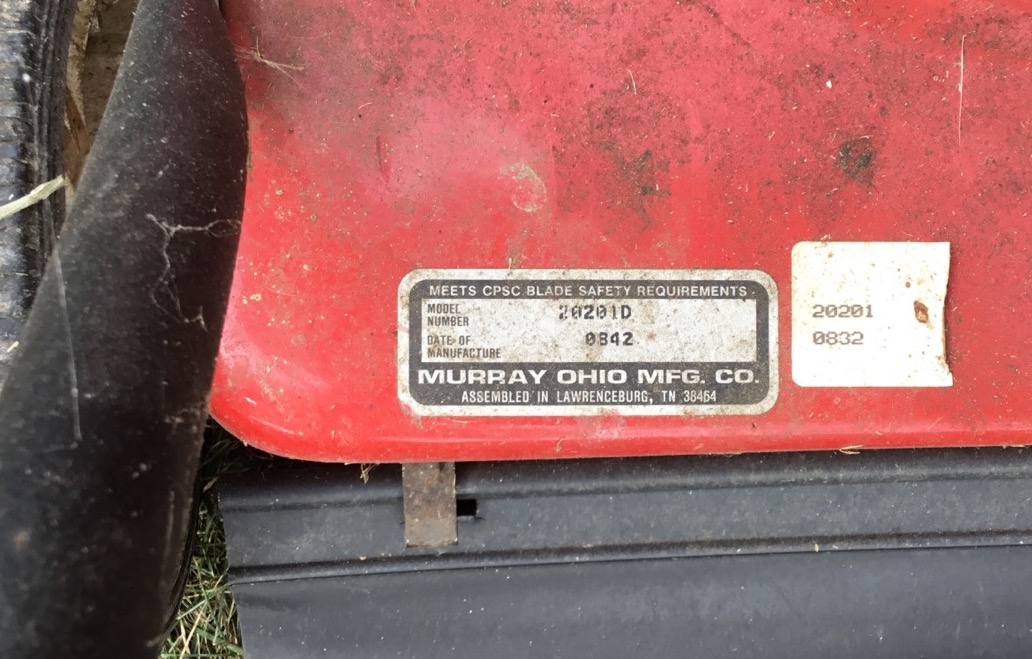 MEETS CPSC BLADE SAFETY REQUIREMENTS
MODEL NUMBER 20201D
DATE OF MANUFACTURE 0842
MURRAY OHIO MFG. CO.
ASSEMBLED IN LAWRENCEBURG, TN 38464
20201
0832